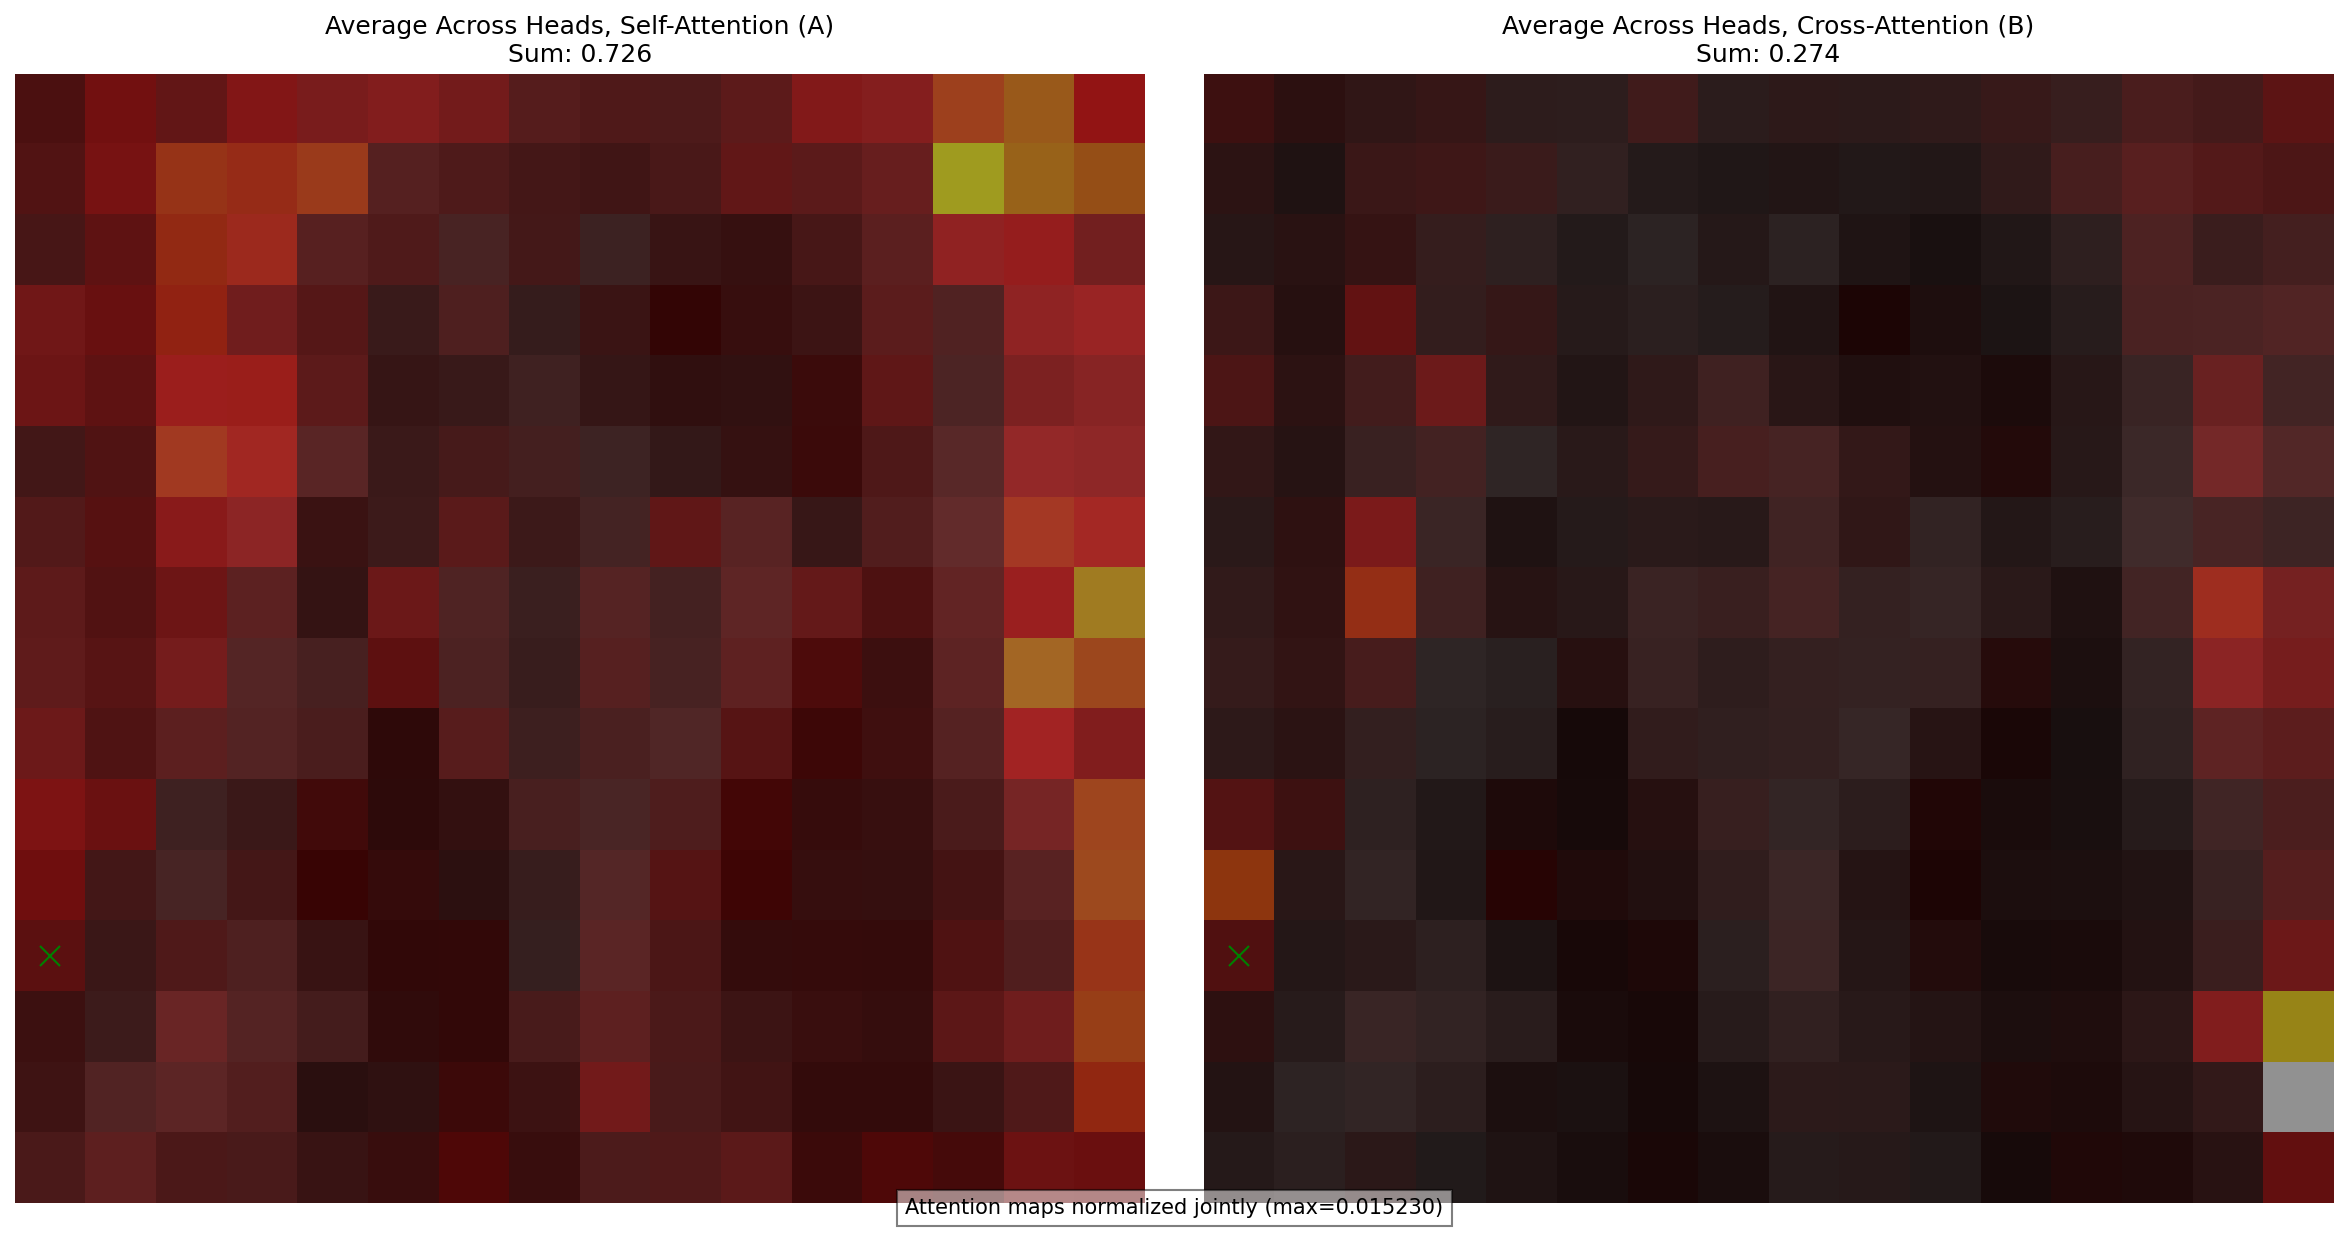 Average Across Heads, Self-Attention (A)
Sum: 0.726
Average Across Heads, Cross-Attention (B)
Sum: 0.274
Attention maps normalized jointly (max=0.015230)